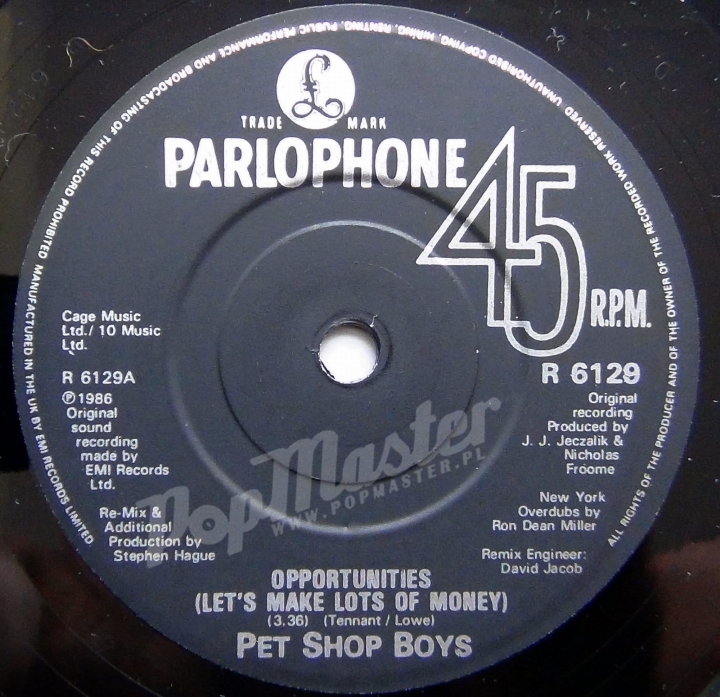 UNAUTHORISED COPYING, HIRING, RENTING, PUBLIC PERFORMANCE AND BROADCASTING OF THIS RECORD PROHIBITED MANUFACTURED IN THE UK BY EMI RECORDS LIMITED
ALL RIGHTS OF THE PRODUCER AND OF THE OWNER OF THE RECORDED WORK RESERVED
£
TRADE MARK
PARLOPHONE
45
R.P.M.
Cage Music
Ltd./ 10 Music
Ltd.
R 6129A
Ⓟ1986
Original
sound
recording
made by
EMI Records
Ltd.
Re-Mix &
Additional
Production by
Stephen Hague
R 6129
Original
recording
Produced by
J. J. Jeczalik &
Nicholas
Froome
New York
Overdubs by
Ron Dean Miller
Remix Engineer:
David Jacob
PopMaster
WWW.POPMASTER.PL
OPPORTUNITIES
(LET'S MAKE LOTS OF MONEY)
(3.36) (Tennant / Lowe)
PET SHOP BOYS